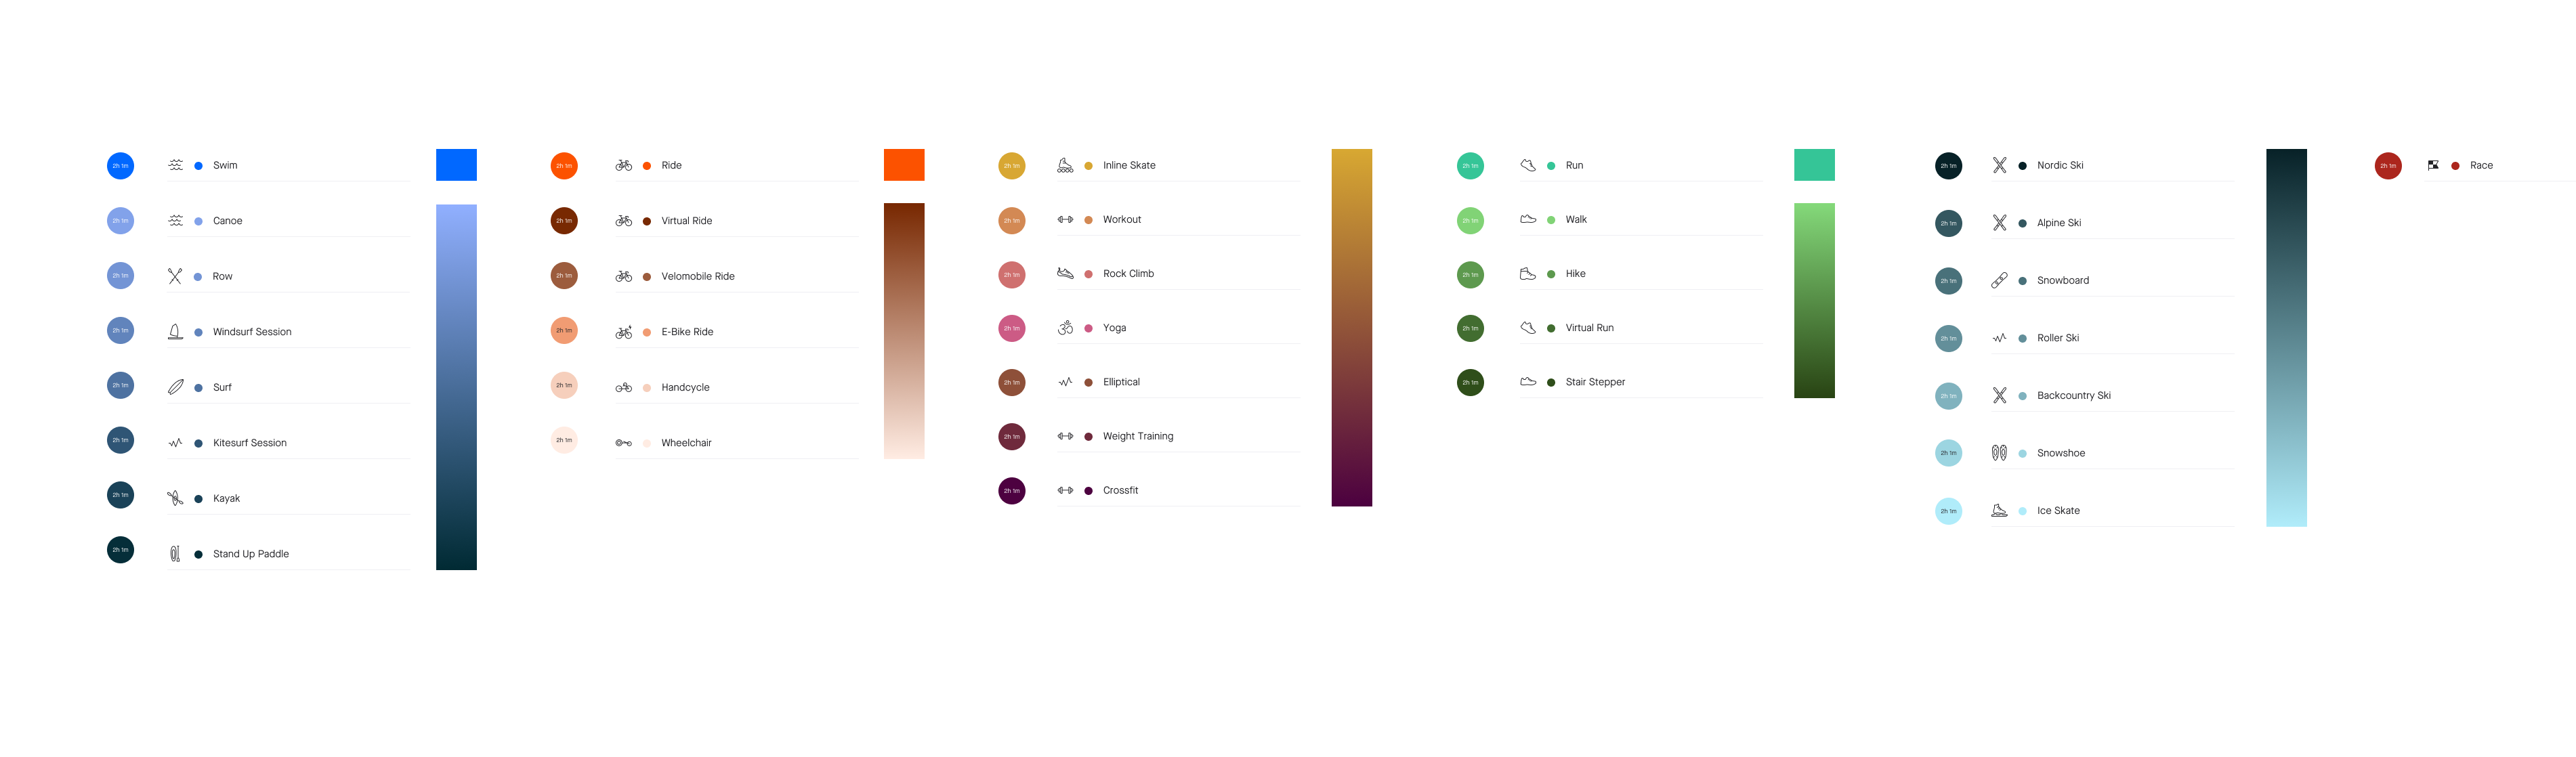 2h 1m Swim
2h 1m Canoe
2h 1m Row
2h 1m Windsurf Session
2h 1m Surf
2h 1m Kitesurf Session
2h 1m Kayak
2h 1m Stand Up Paddle
2h 1m Ride
2h 1m Virtual Ride
2h 1m Velomobile Ride
2h 1m E-Bike Ride
2h 1m Handcycle
2h 1m Wheelchair
2h 1m Inline Skate
2h 1m Workout
2h 1m Rock Climb
2h 1m Yoga
2h 1m Elliptical
2h 1m Weight Training
2h 1m Crossfit
2h 1m Run
2h 1m Walk
2h 1m Hike
2h 1m Virtual Run
2h 1m Stair Stepper
2h 1m Nordic Ski
2h 1m Alpine Ski
2h 1m Snowboard
2h 1m Roller Ski
2h 1m Backcountry Ski
2h 1m Snowshoe
2h 1m Ice Skate
2h 1m Race